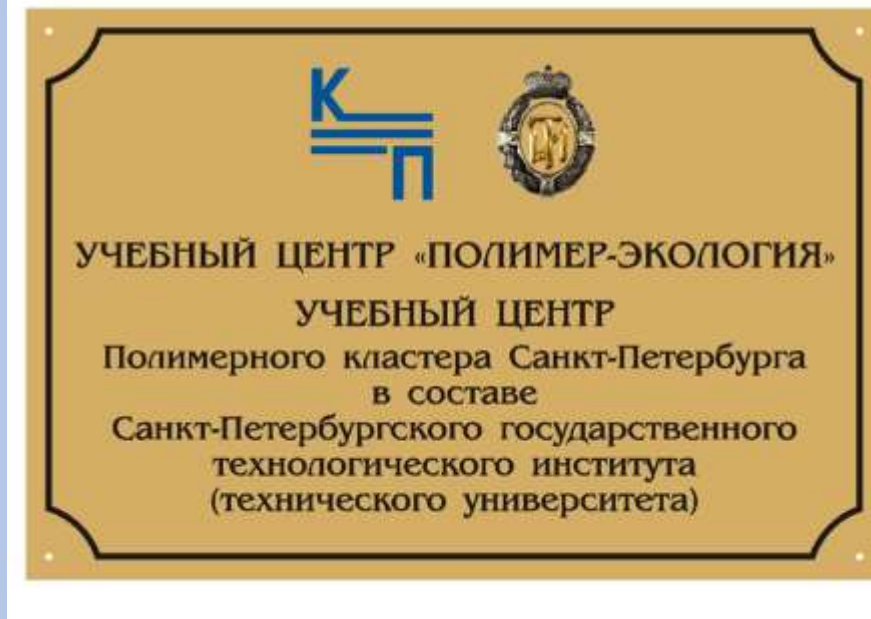 К
П
УЧЕБНЫЙ ЦЕНТР «ПОЛИМЕР-ЭКОЛОГИЯ»
УЧЕБНЫЙ ЦЕНТР
Полимерного кластера Санкт-Петербурга
в составе
Санкт-Петербургского государственного
технологического института
(технического университета)